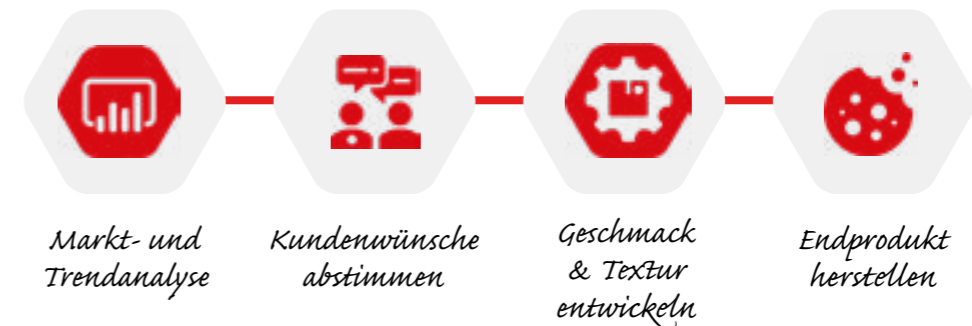 Markt- und
Trendanalyse
Kundenwünsche
abstimmen
Geschmack
& Textur
entwickeln
Endprodukt
herstellen